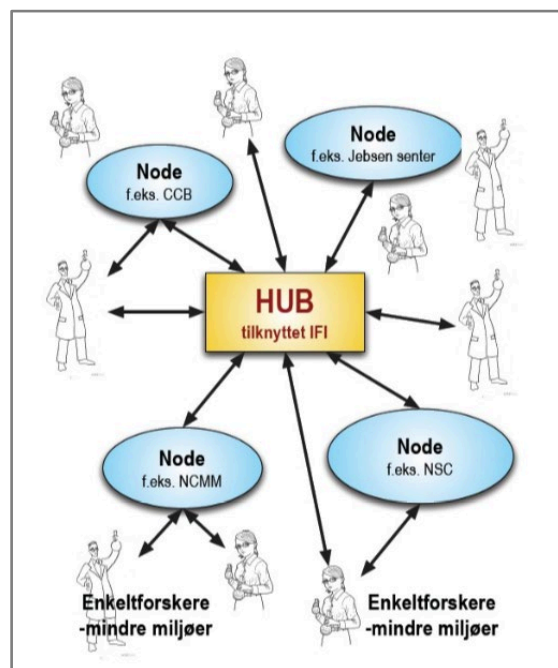 Node
f.eks. Jebsen senter
Node
f.eks. CCB
HUB
tilknyttet IFI
Node
f.eks. NCMM
Node
f.eks. NSC
Enkeltforskere
-mindre miljøer
Enkeltforskere
-mindre miljøer